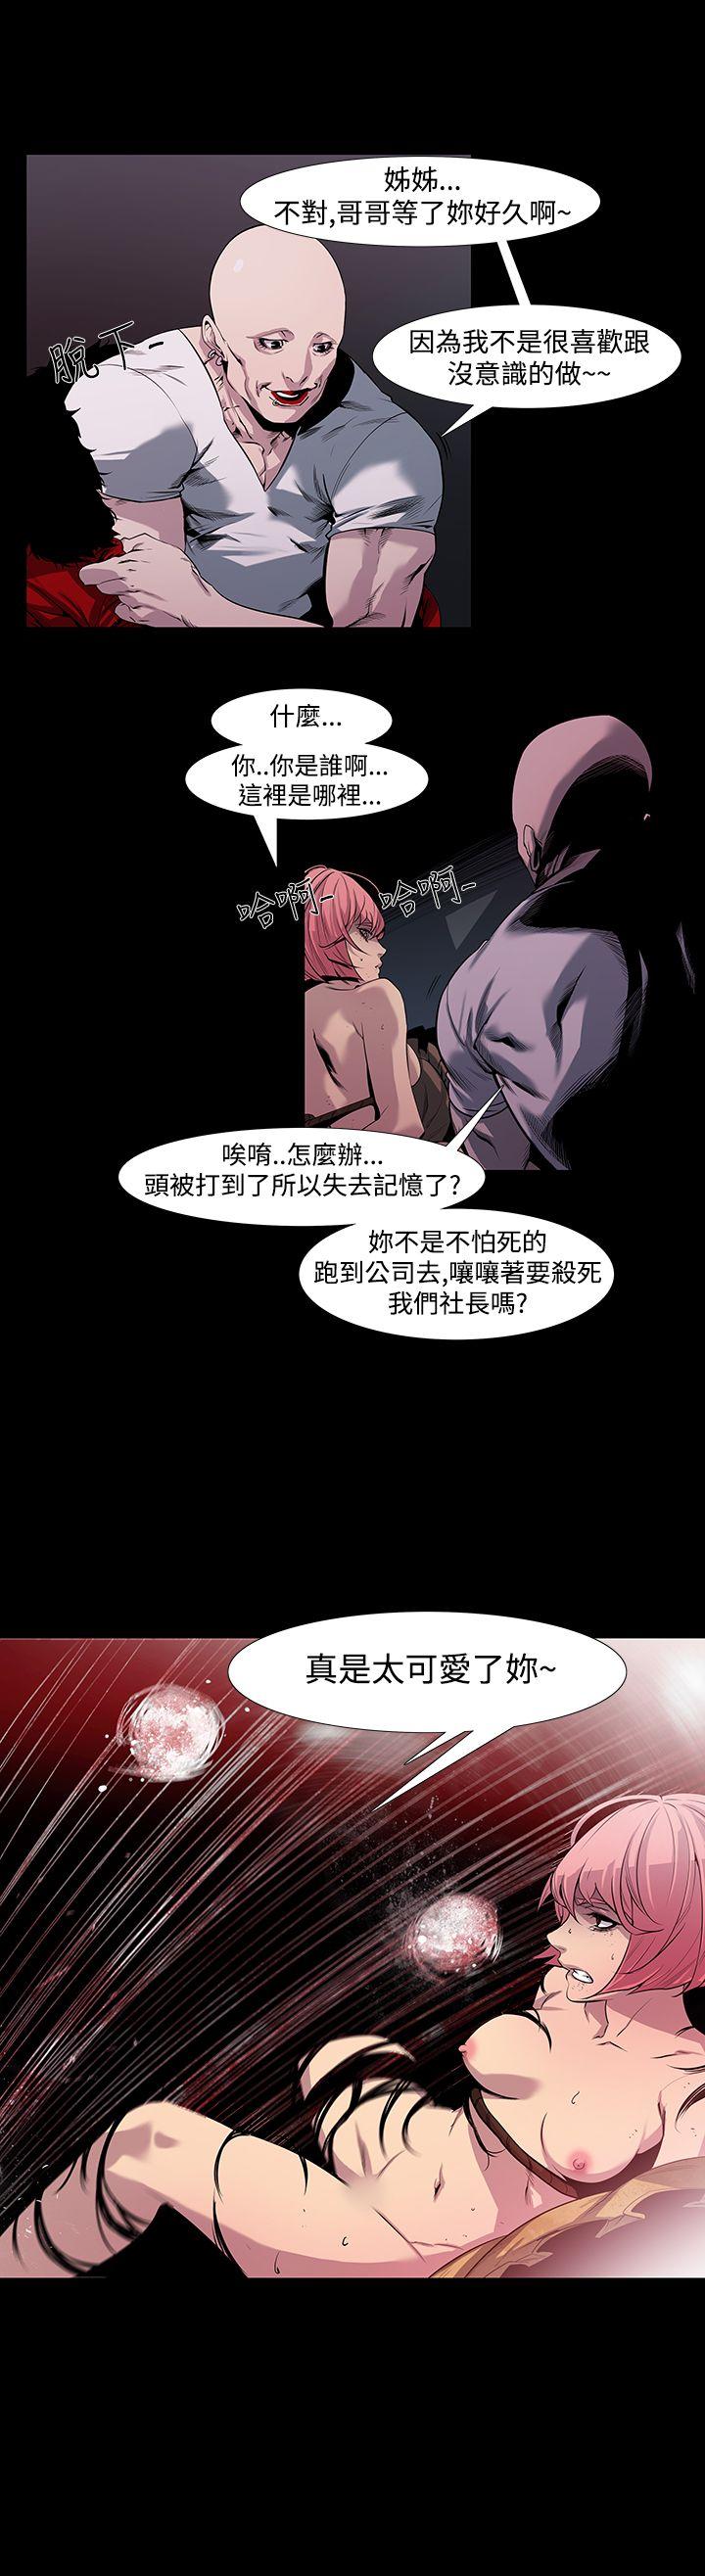 姊姊...
不對,哥哥等了妳好久啊~
因為我不是很喜歡跟
沒意識的做~~
脫下-
什麼...
你..你是誰啊...
這裡是哪裡...
哈啊-
哈啊-
唉唷..怎麼辦...
頭被打到了所以失去記憶了?
妳不是不怕死的
跑到公司去,嚷嚷著要殺死
我們社長嗎?
真是太可愛了妳~